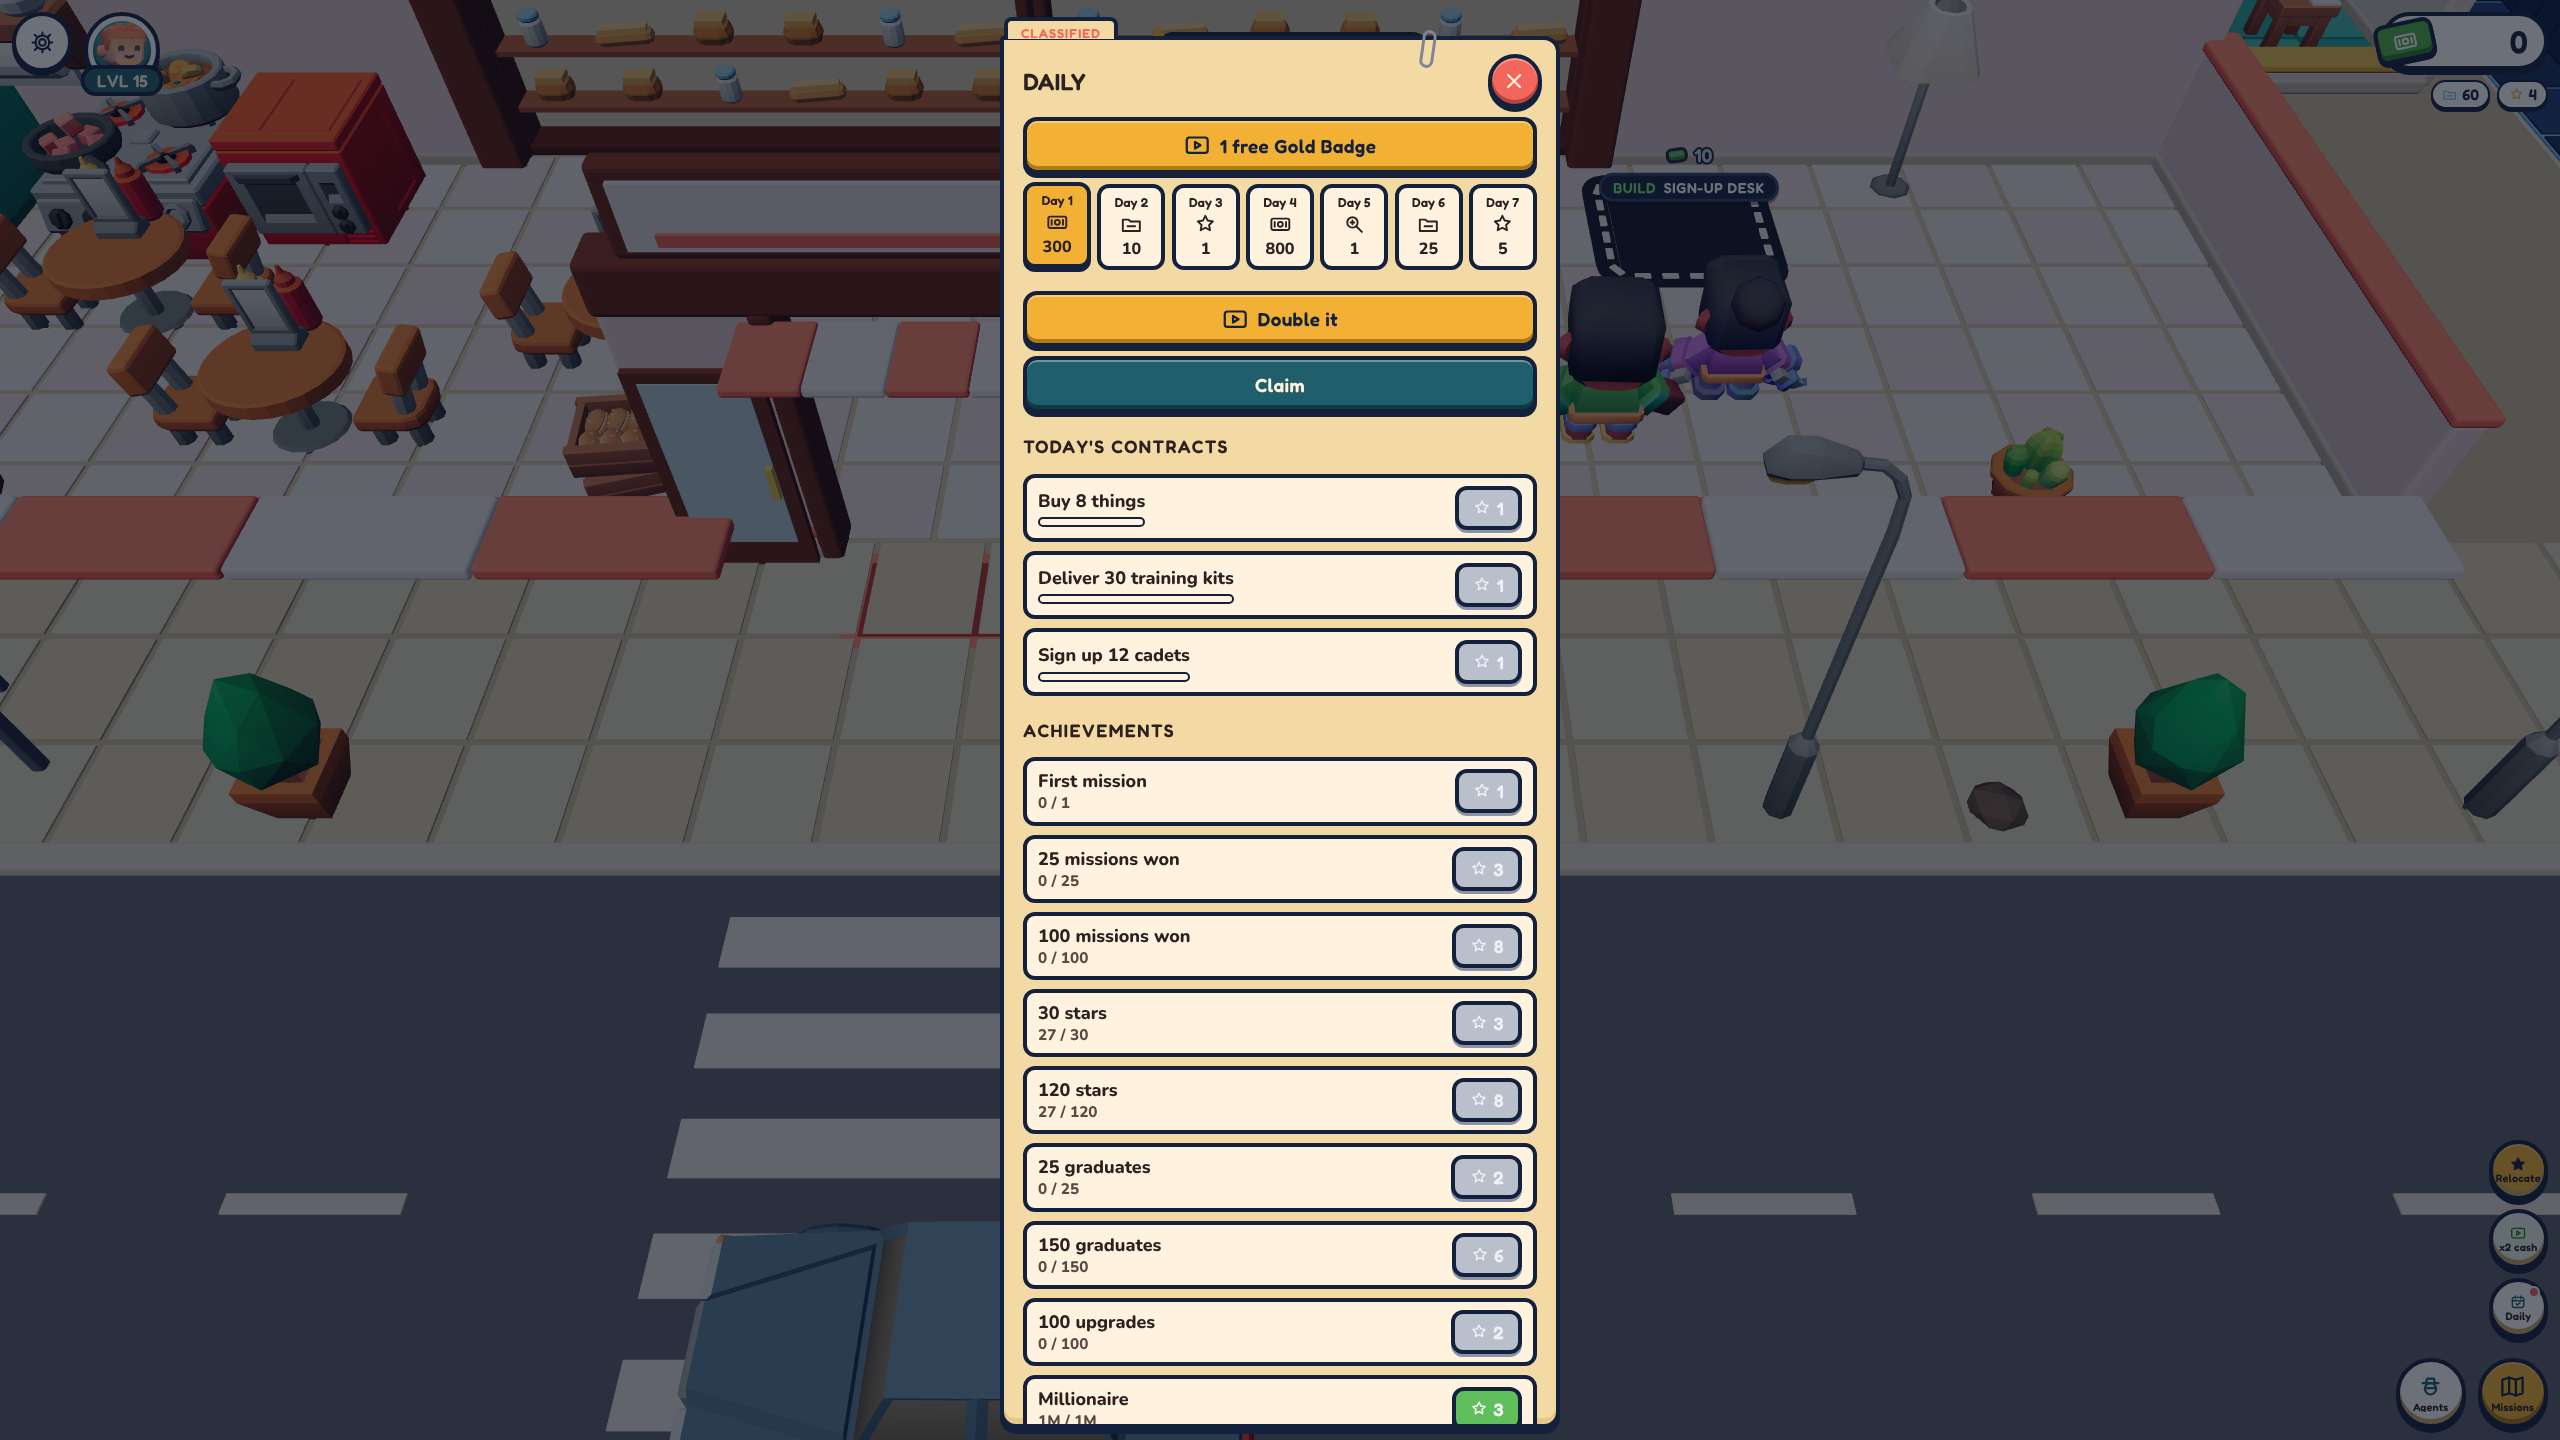 CLASSIFIED
LVL 15
0
60
4
DAILY
1 free Gold Badge
Day 1
300
Day 2
10
Day 3
1
Day 4
800
Day 5
1
Day 6
25
Day 7
5
10
BUILD SIGN-UP DESK
Double it
Claim
TODAY'S CONTRACTS
Buy 8 things
1
Deliver 30 training kits
1
Sign up 12 cadets
1
ACHIEVEMENTS
First mission
0 / 1
1
25 missions won
0 / 25
3
100 missions won
0 / 100
8
30 stars
27 / 30
3
120 stars
27 / 120
8
25 graduates
0 / 25
2
150 graduates
0 / 150
6
100 upgrades
0 / 100
2
Millionaire
1M / 1M
3
Relocate
x2 cash
Daily
Agents
Missions